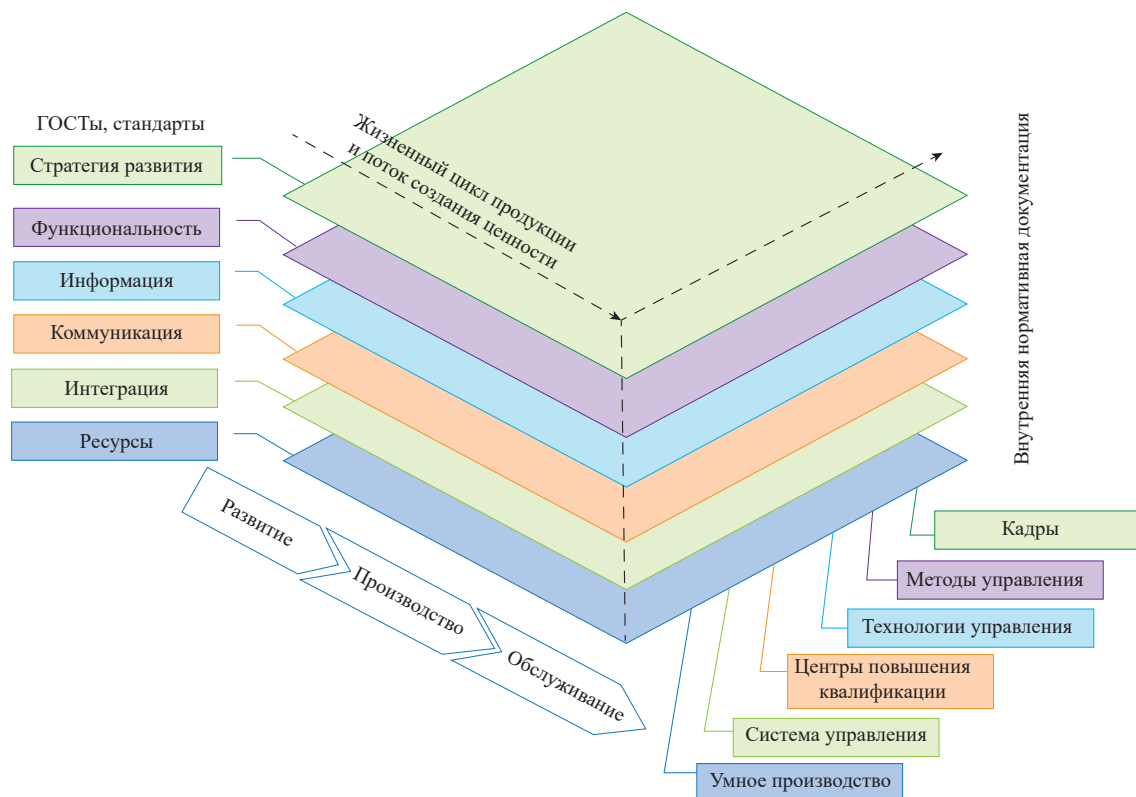 ГОСТы, стандарты
Стратегия развития
Функциональность
Информация
Коммуникация
Интеграция
Ресурсы
Жизненный цикл продукции
и поток создания ценности
Внутренняя нормативная документация
Развитие
Производство
Обслуживание
Кадры
Методы управления
Технологии управления
Центры повышения
квалификации
Система управления
Умное производство